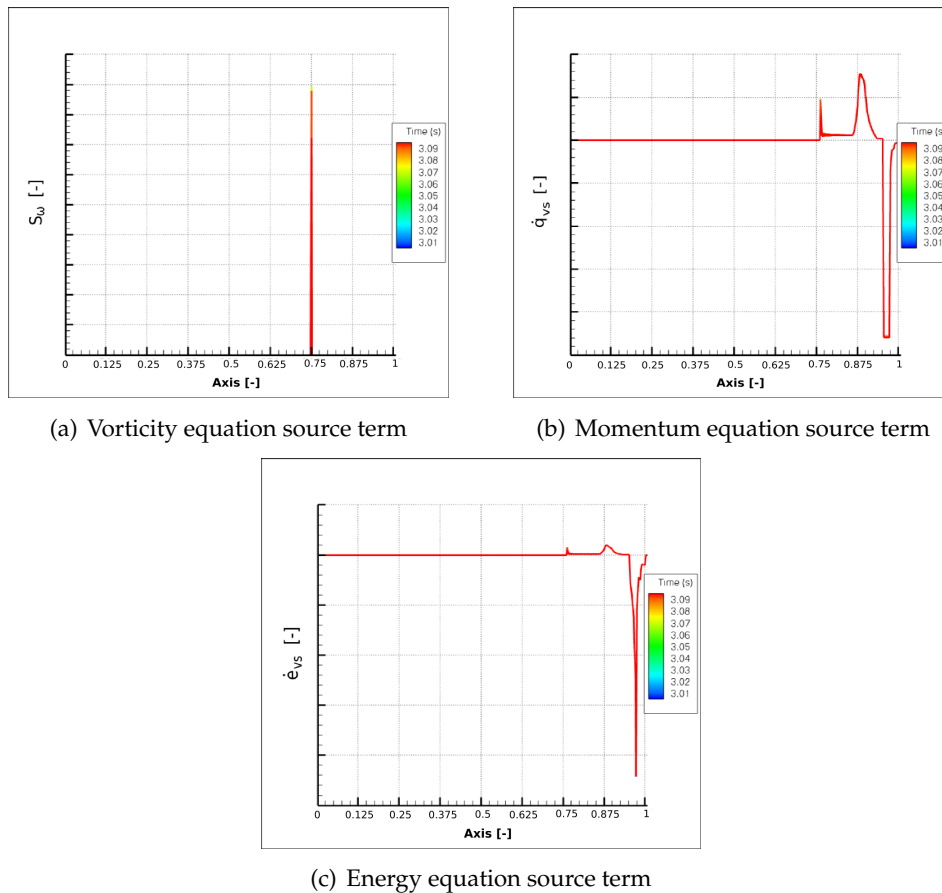 S_ω [-]
Time (s)
3.09
3.08
3.07
3.06
3.05
3.04
3.03
3.02
3.01
0 0.125 0.25 0.375 0.5 0.625 0.75 0.875 1
Axis [-]
(a) Vorticity equation source term
q̇_vs [-]
Time (s)
3.09
3.08
3.07
3.06
3.05
3.04
3.03
3.02
3.01
0 0.125 0.25 0.375 0.5 0.625 0.75 0.875 1
Axis [-]
(b) Momentum equation source term
ė_vs [-]
Time (s)
3.09
3.08
3.07
3.06
3.05
3.04
3.03
3.02
3.01
0 0.125 0.25 0.375 0.5 0.625 0.75 0.875 1
Axis [-]
(c) Energy equation source term